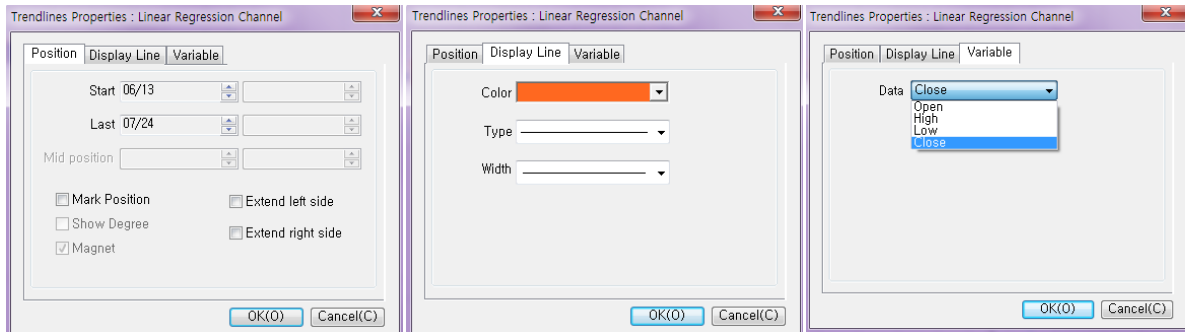 Trendlines Properties : Linear Regression Channel
Position Display Line Variable
Start 06/13
Last 07/24
Mid position
Mark Position
Extend left side
Show Degree
Extend right side
Magnet
OK(O) Cancel(C)
Trendlines Properties : Linear Regression Channel
Position Display Line Variable
Color
Type
Width
OK(O) Cancel(C)
Trendlines Properties : Linear Regression Channel
Position Display Line Variable
Data Close
Open
High
Low
Close
OK(O) Cancel(C)